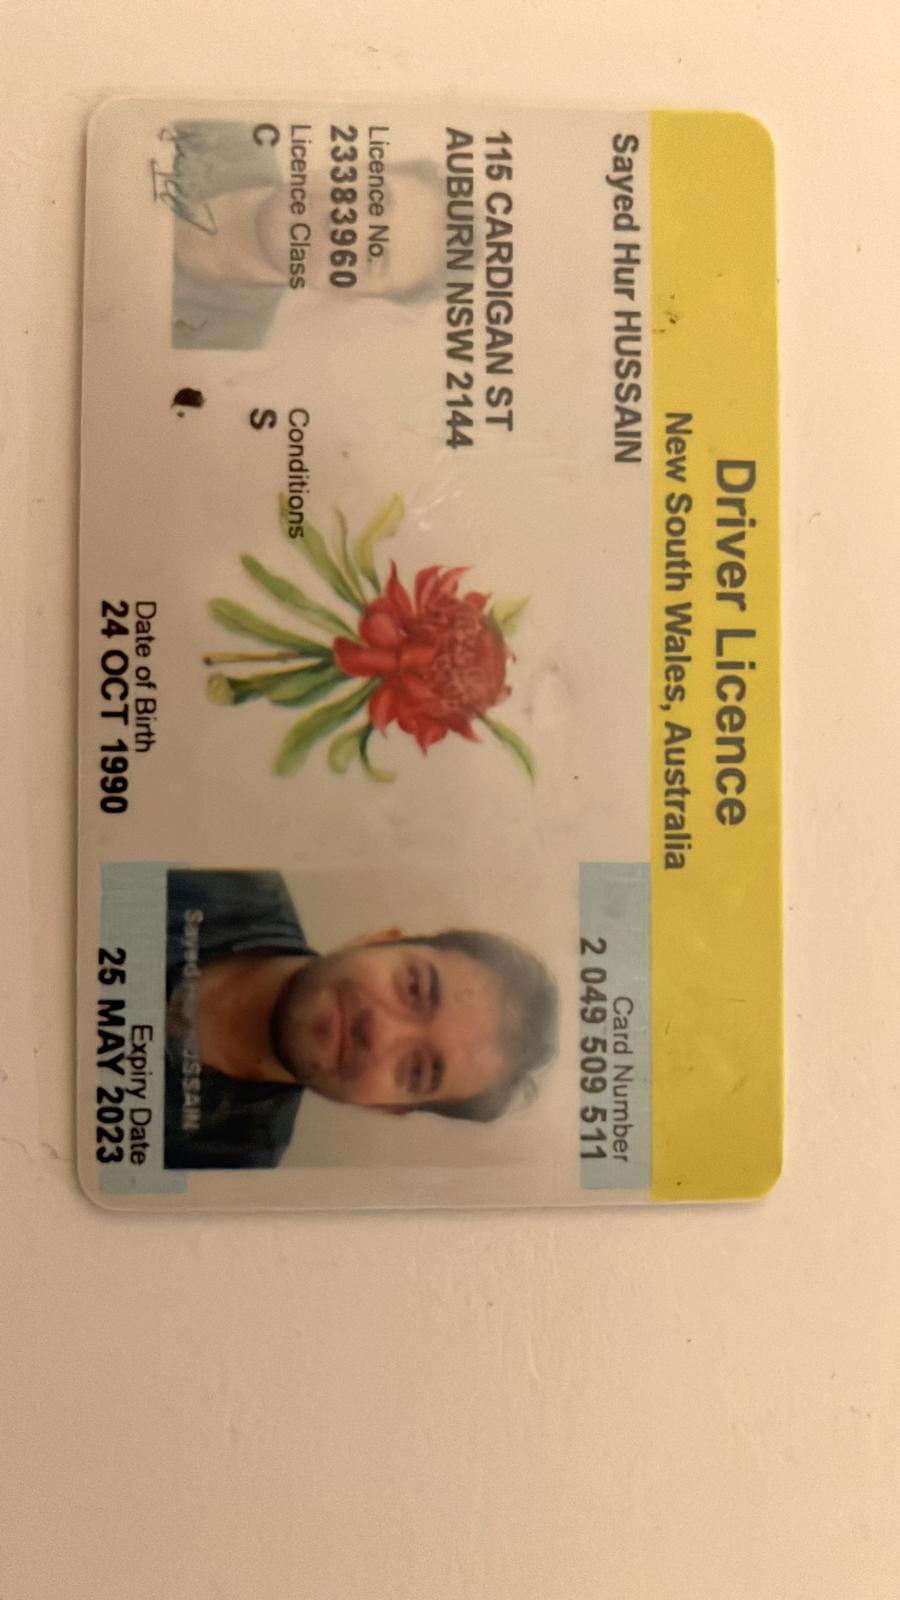 Driver Licence
New South Wales, Australia
Sayed Hur HUSSAIN
Card Number
2 049 509 511
115 CARDIGAN ST
AUBURN NSW 2144
Licence No.
23383960
Licence Class
C
Conditions
S
Sayed
Sayed Hur HUSSAIN
Date of Birth
24 OCT 1990
Expiry Date
25 MAY 2023